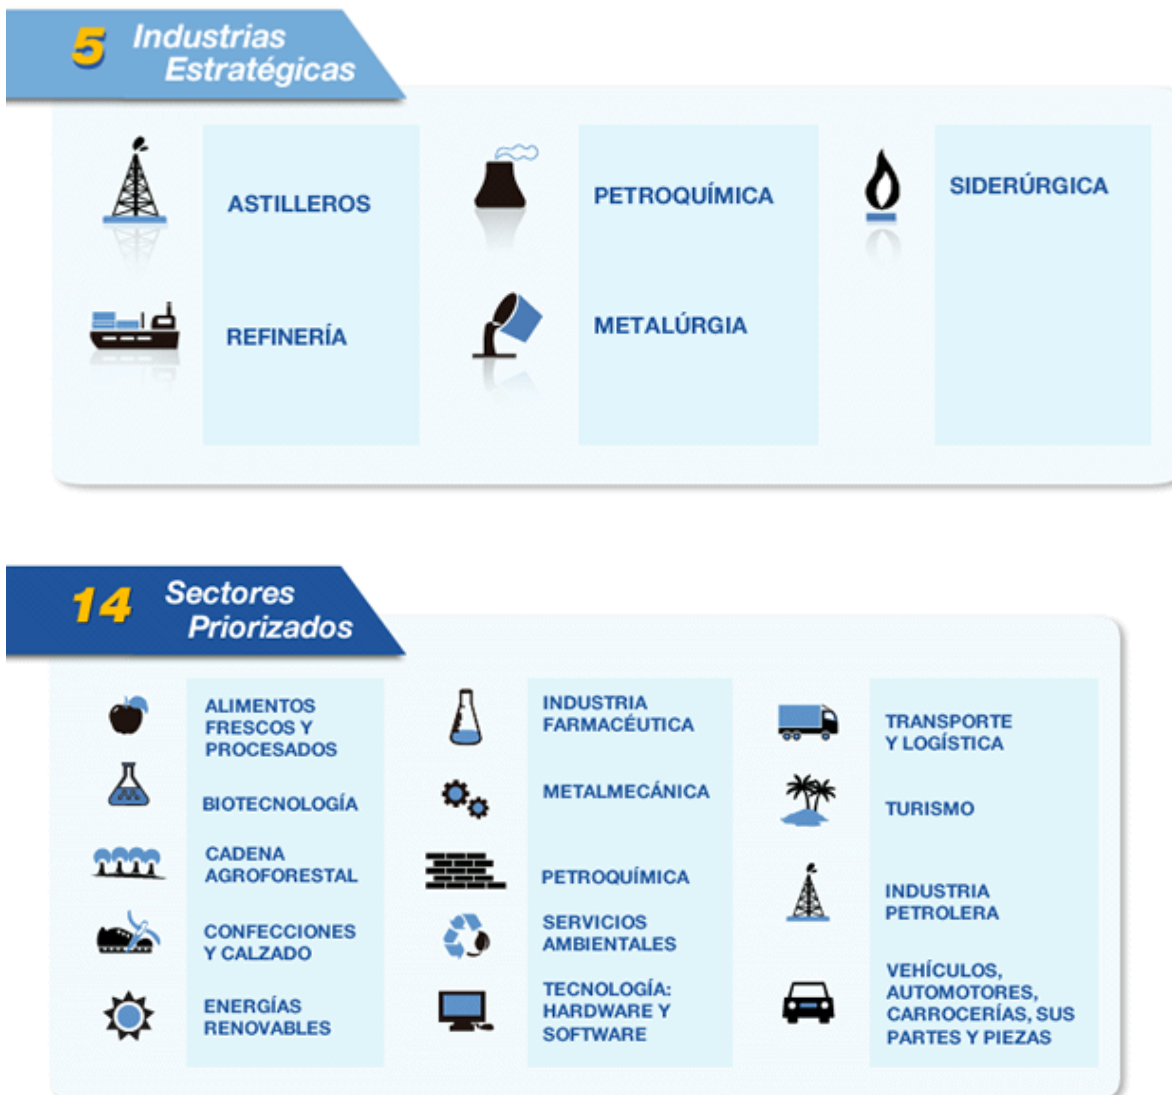 5 Industrias
Estratégicas
ASTILLEROS
REFINERÍA
PETROQUÍMICA
METALÚRGIA
SIDERÚRGICA
14 Sectores
Priorizados
ALIMENTOS
FRESCOS Y
PROCESADOS
BIOTECNOLOGÍA
CADENA
AGROFORESTAL
CONFECCIONES
Y CALZADO
ENERGÍAS
RENOVABLES
INDUSTRIA
FARMACÉUTICA
METALMECÁNICA
PETROQUÍMICA
SERVICIOS
AMBIENTALES
TECNOLOGÍA:
HARDWARE Y
SOFTWARE
TRANSPORTE
Y LOGÍSTICA
TURISMO
INDUSTRIA
PETROLERA
VEHÍCULOS,
AUTOMOTORES,
CARROCERÍAS, SUS
PARTES Y PIEZAS